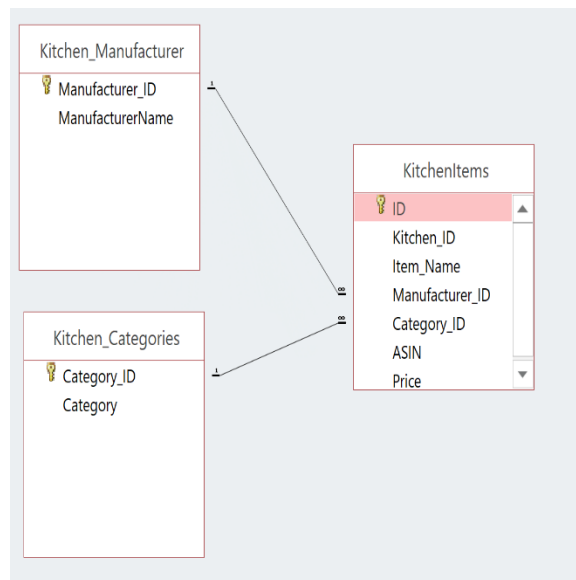 Kitchen_Manufacturer
Manufacturer_ID
ManufacturerName
1
KitchenItems
ID
Kitchen_ID
Item_Name
Manufacturer_ID
Category_ID
ASIN
Price
∞
∞
Kitchen_Categories
Category_ID
Category
1